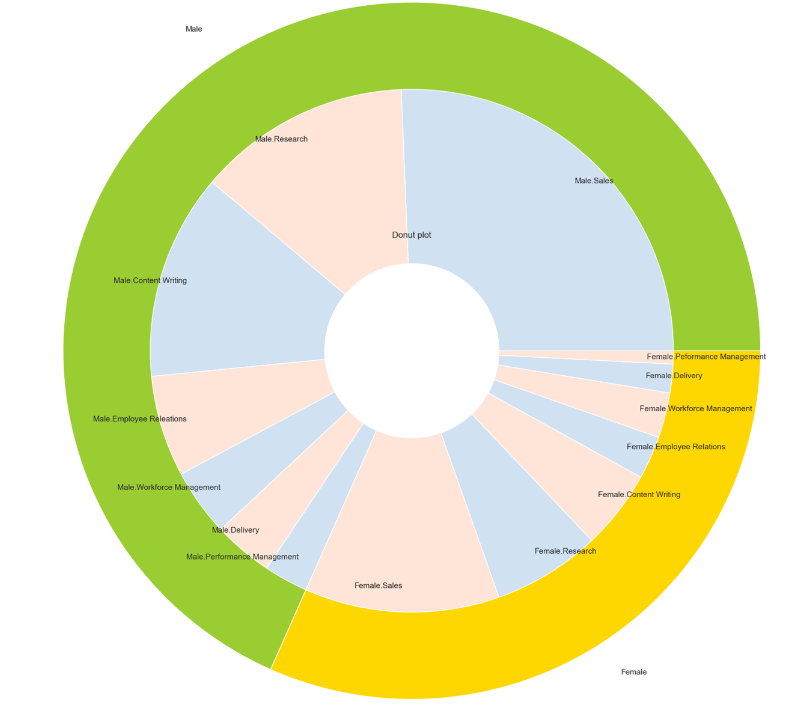 Male
Male.Research
Male.Sales
Donut plot
Male.Content Writing
Female.Peformance Management
Female.Delivery
Female.Workforce Management
Male.Employee Releations
Female.Employee Relations
Male.Workforce Management
Female.Content Writing
Male.Delivery
Female.Research
Male.Performance Management
Female.Sales
Female